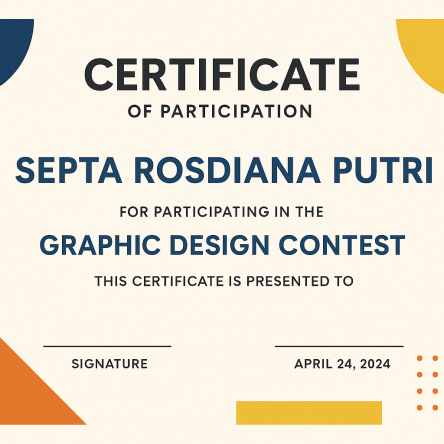 CERTIFICATE
OF PARTICIPATION
SEPTA ROSDIANA PUTRI
FOR PARTICIPATING IN THE
GRAPHIC DESIGN CONTEST
THIS CERTIFICATE IS PRESENTED TO
SIGNATURE
APRIL 24, 2024